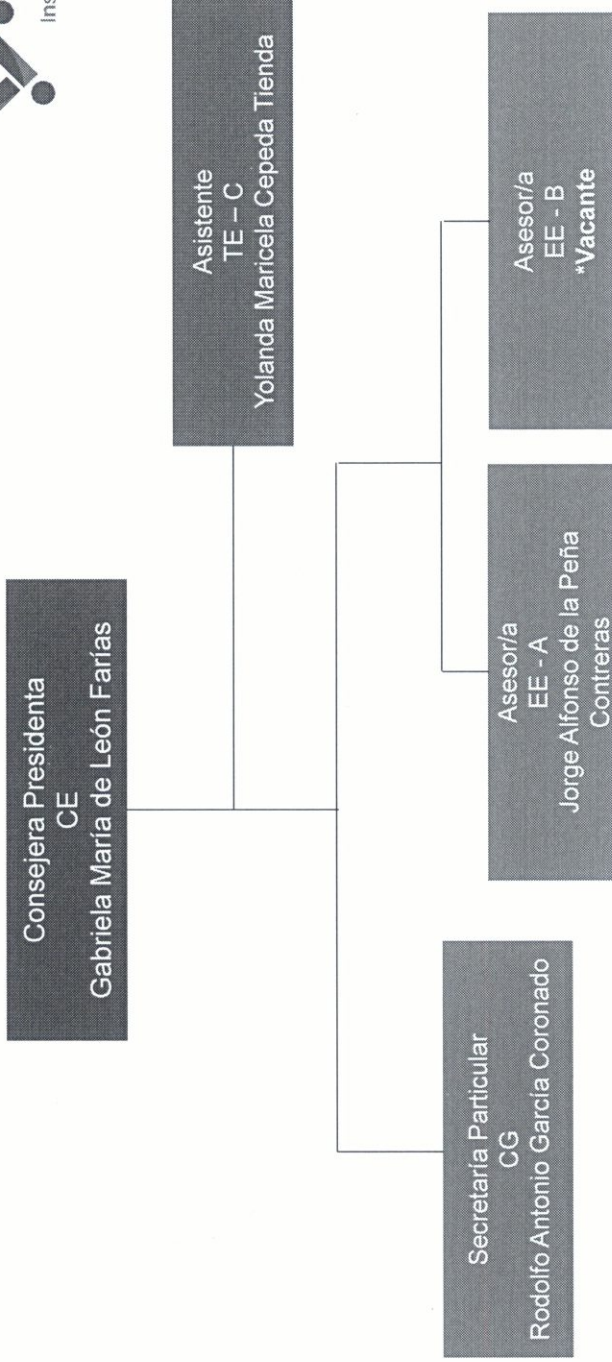 Ins
Consejera Presidenta
CE
Gabriela María de León Farías
Asistente
TE – C
Yolanda Maricela Cepeda Tienda
Secretaría Particular
CG
Rodolfo Antonio García Coronado
Asesor/a
EE - A
Jorge Alfonso de la Peña
Contreras
Asesor/a
EE - B
*Vacante